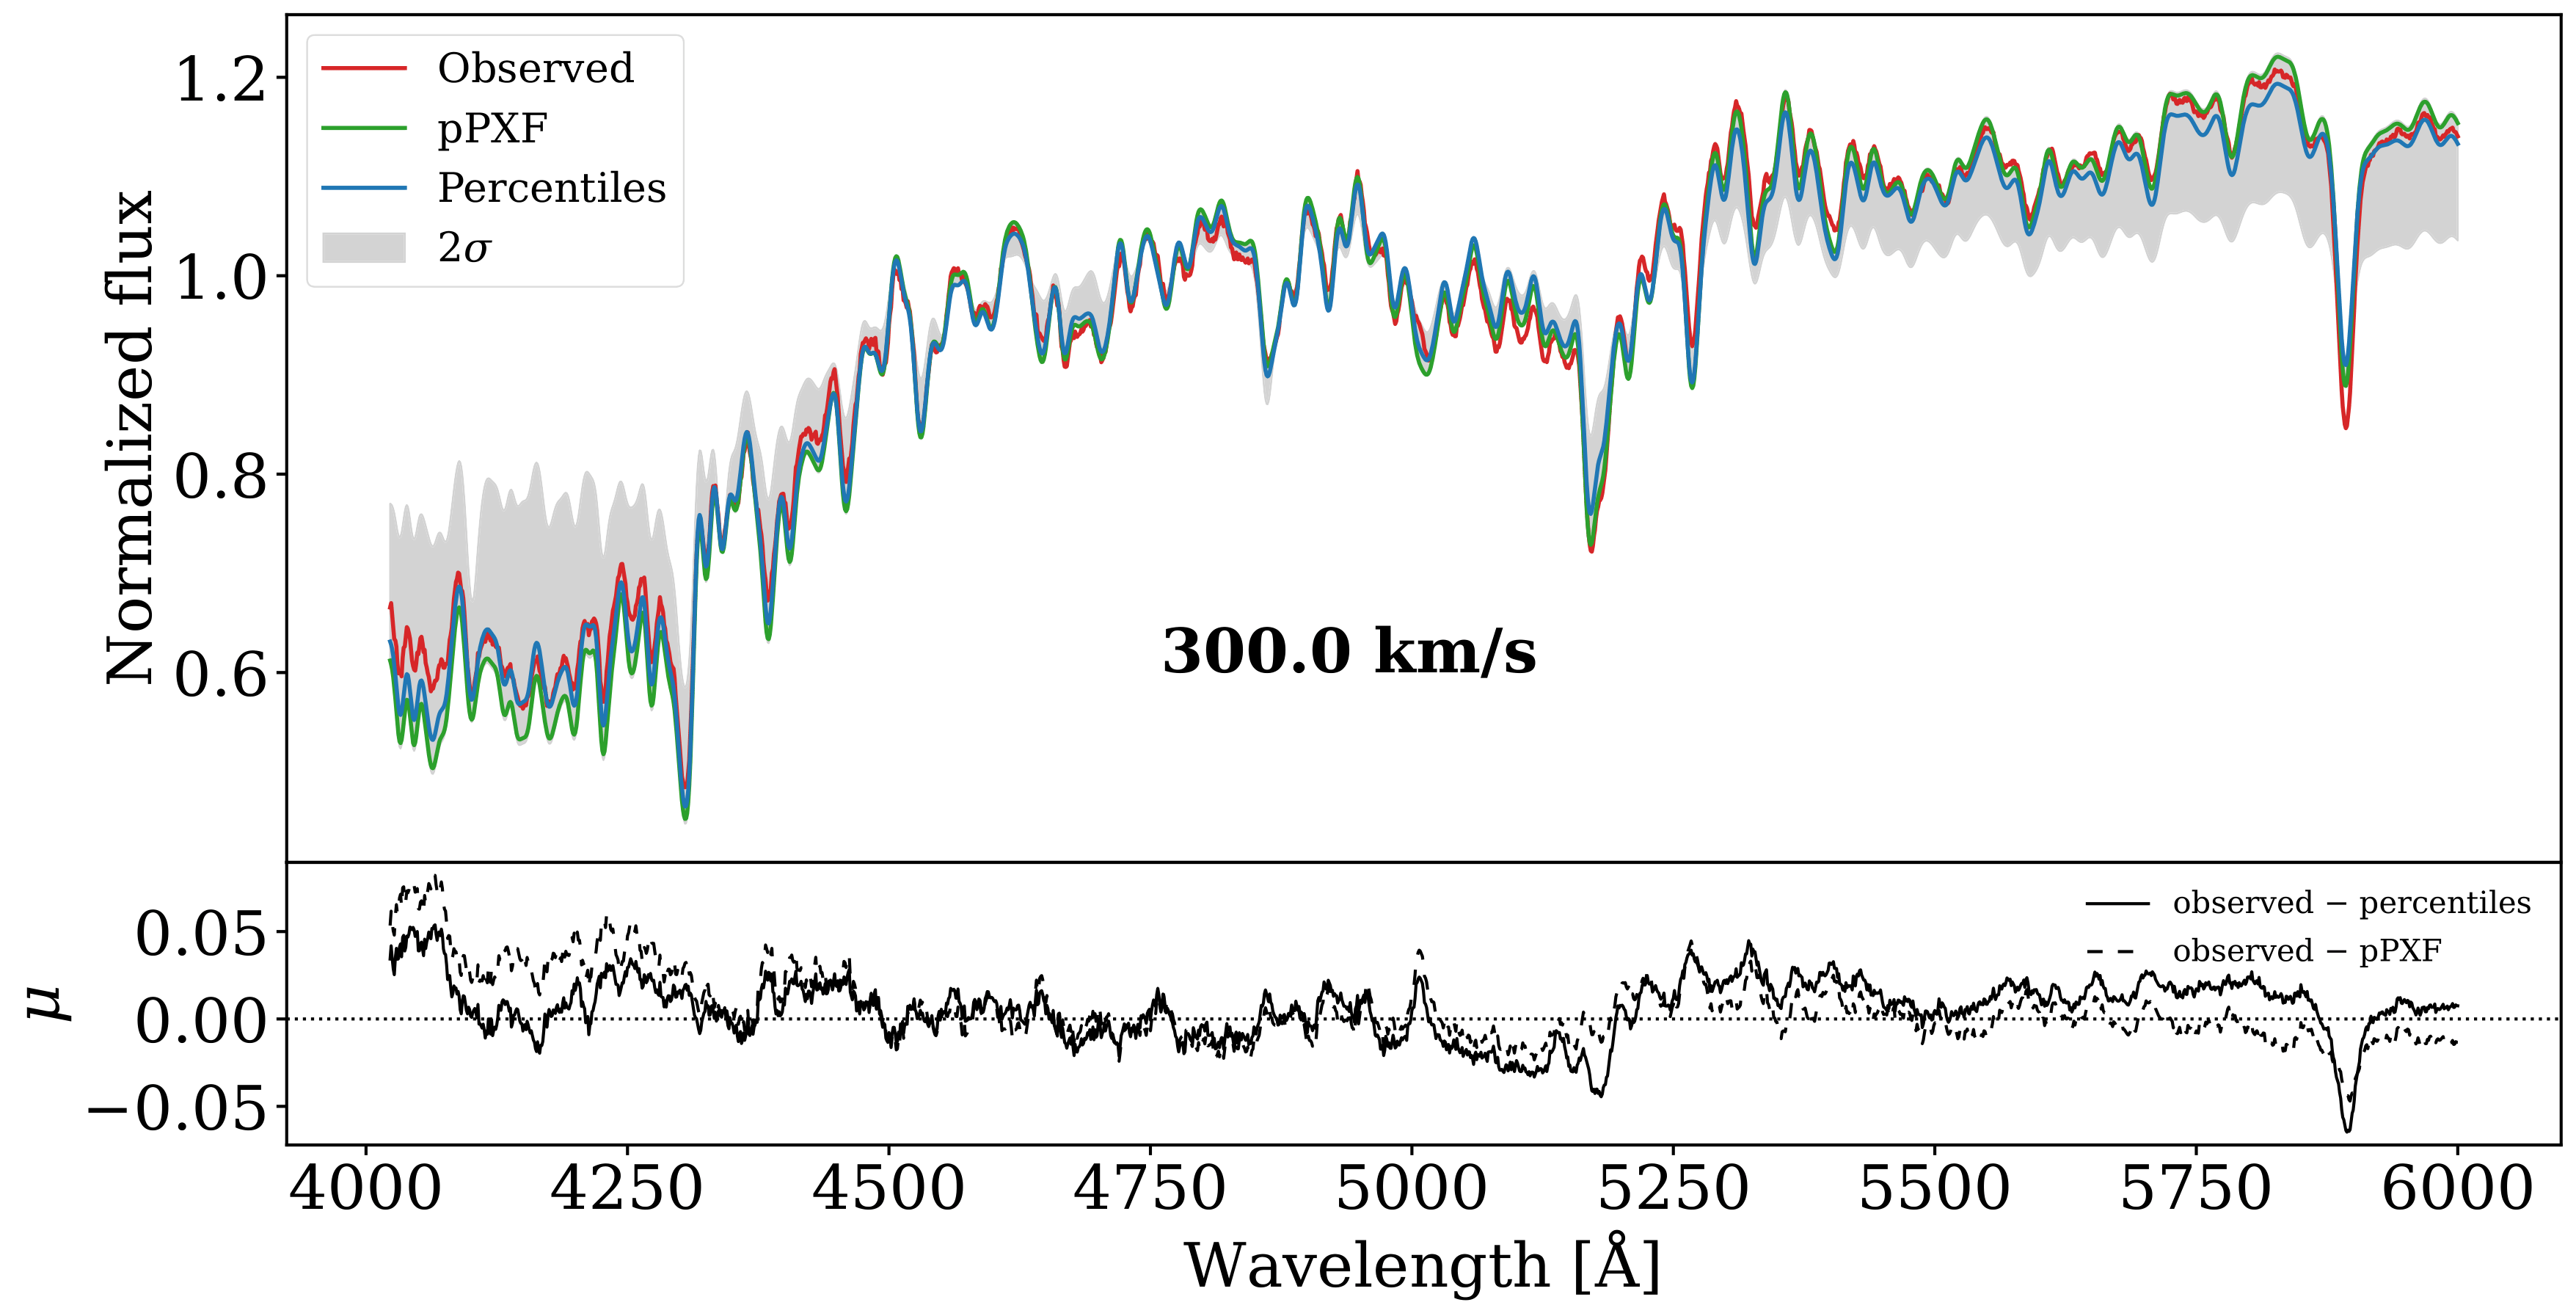 Observed
pPXF
Percentiles
2σ
Normalized flux
1.2
1.0
0.8
0.6
300.0 km/s
observed − percentiles
observed − pPXF
μ
0.05
0.00
−0.05
4000 4250 4500 4750 5000 5250 5500 5750 6000
Wavelength [Å]